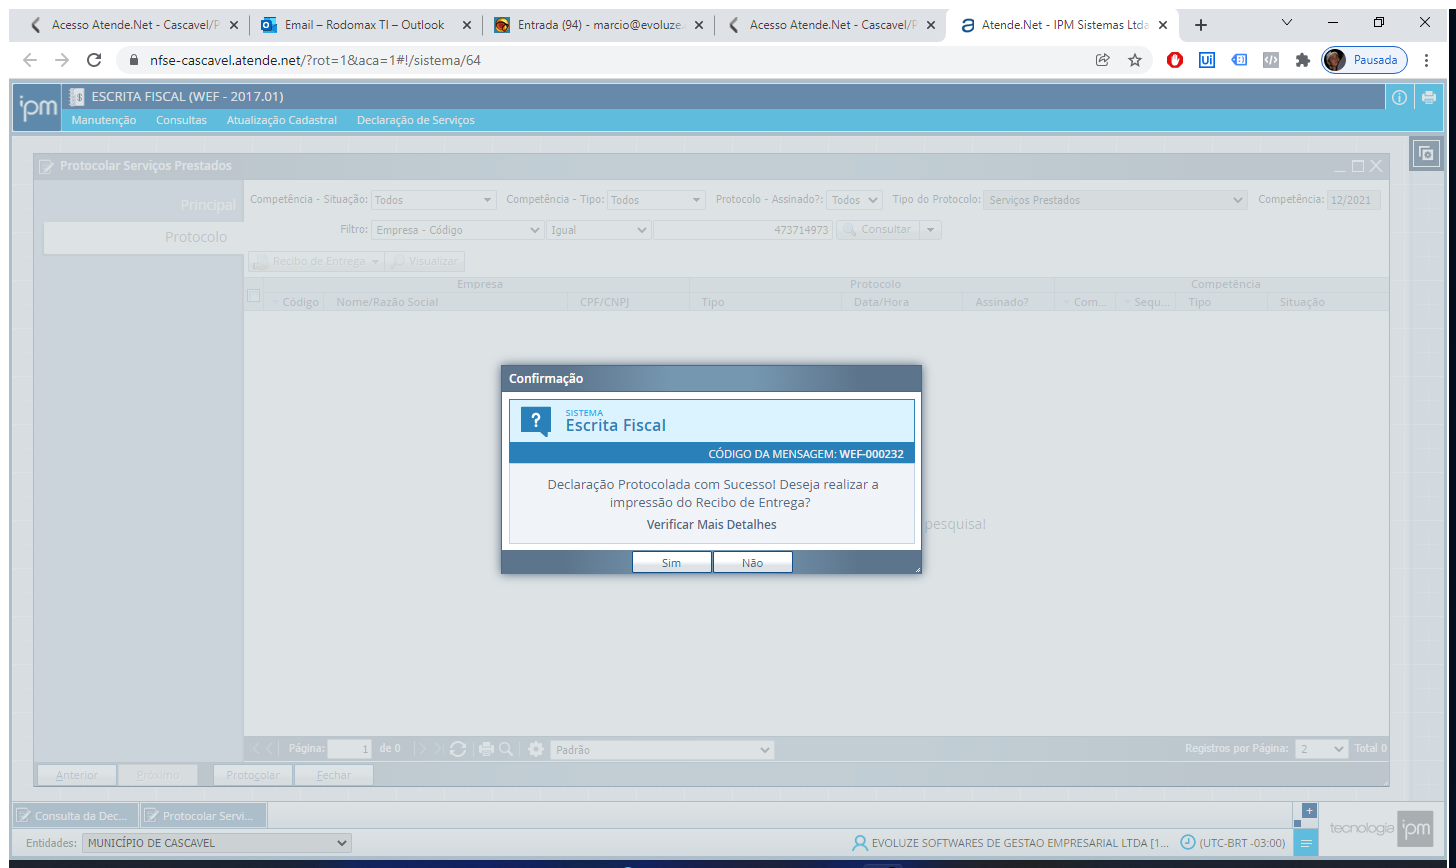 Acesso Atende.Net - Cascavel/P
Email – Rodomax TI – Outlook
Entrada (94) - marcio@evoluze.
Acesso Atende.Net - Cascavel/P
Atende.Net - IPM Sistemas Ltda
nfse-cascavel.atende.net/?rot=1&aca=1#!/sistema/64
Pausada
ipm
ESCRITA FISCAL (WEF - 2017.01)
Manutenção Consultas Atualização Cadastral Declaração de Serviços
Protocolar Serviços Prestados
Principal
Protocolo
Competência - Situação: Todos Competência - Tipo: Todos Protocolo - Assinado?: Todos Tipo do Protocolo: Serviços Prestados Competência: 12/2021
Filtro: Empresa - Código Igual 473714973 Consultar
Recibo de Entrega Visualizar
Empresa Protocolo Competência
Código Nome/Razão Social CPF/CNPJ Tipo Data/Hora Assinado? Com... Sequ... Tipo Situação
Confirmação
?
SISTEMA
Escrita Fiscal
CÓDIGO DA MENSAGEM: WEF-000232
Declaração Protocolada com Sucesso! Deseja realizar a
impressão do Recibo de Entrega?
Verificar Mais Detalhes
pesquisa!
Sim Não
Página: 1 de 0 Padrão Registros por Página: 2 Total 0
Anterior Próximo Protocolar Fechar
Consulta da Dec... Protocolar Servi...
Entidades: MUNICÍPIO DE CASCAVEL EVOLUZE SOFTWARES DE GESTAO EMPRESARIAL LTDA [1... (UTC-BRT -03:00)
tecnologia ipm